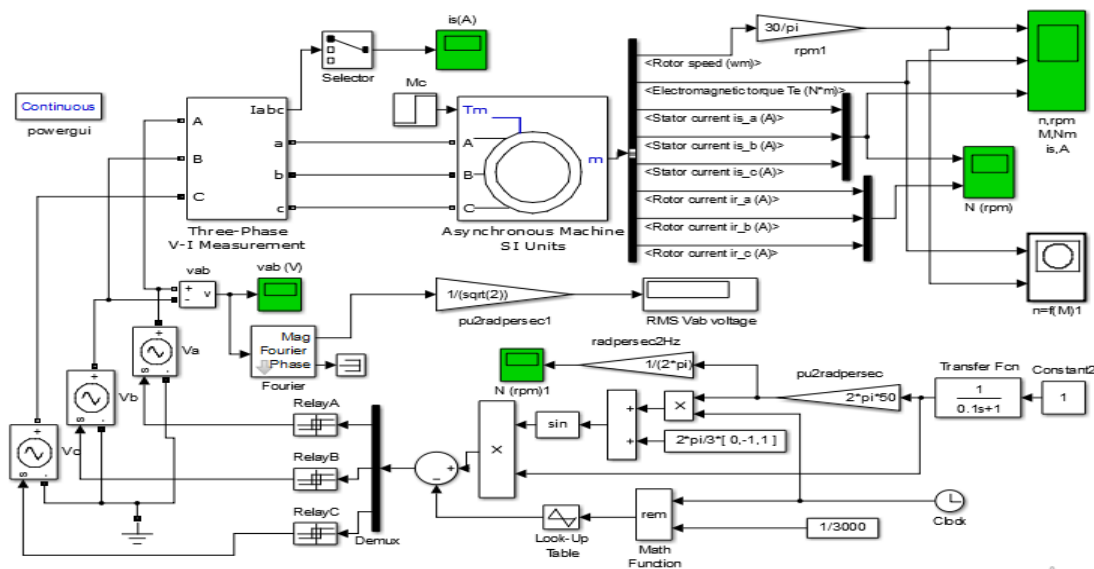 is(A)
30/pi
rpm1
Selector
Mc
<Rotor speed (wm)>
Continuous
powergui
Iabc
A
B
C
a
b
c
Three-Phase
V-I Measurement
Tm
A
B
C
m
Asynchronous Machine
SI Units
<Electromagnetic torque Te (N*m)>
<Stator current is_a (A)>
<Stator current is_b (A)>
<Stator current is_c (A)>
<Rotor current ir_a (A)>
<Rotor current ir_b (A)>
<Rotor current ir_c (A)>
n,rpm
M,Nm
is,A
N (rpm)
n=f(M)1
vab
+
-
v
vab (V)
1/(sqrt(2))
pu2radpersec1
RMS Vab voltage
Mag
Fourier
Phase
Fourier
+
s
-
Va
+
s
-
Vb
+
s
-
Vc
N (rpm)1
radpersec2Hz
1/(2*pi)
pu2radpersec
2*pi*50
Transfer Fcn
1
0.1s+1
Constant2
1
RelayA
RelayB
RelayC
Demux
+
−
X
sin
+
+
X
2*pi/3*[ 0,-1,1 ]
Look-Up
Table
rem
Math
Function
1/3000
Clock